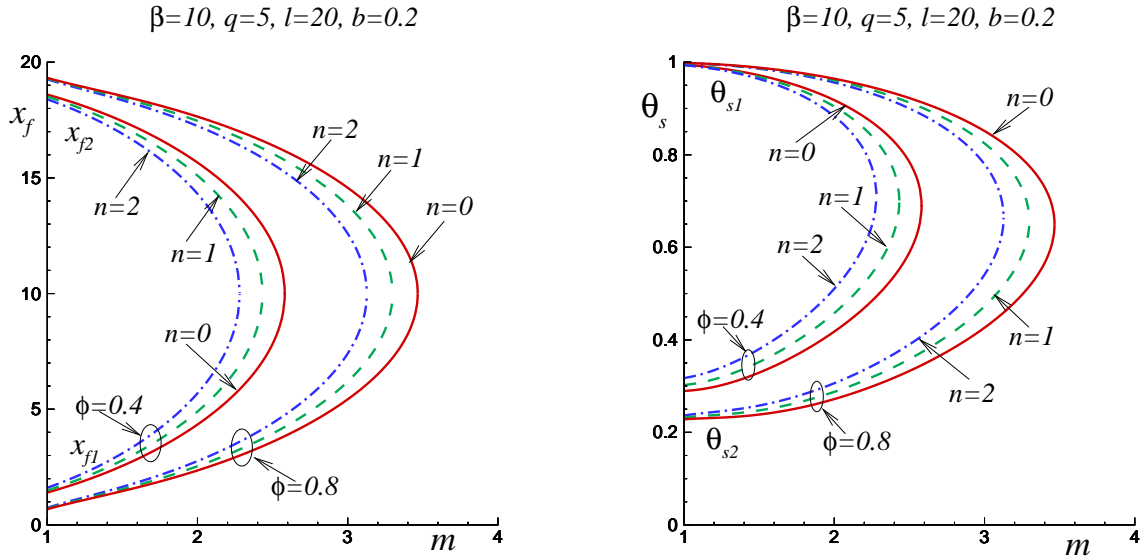 β=10, q=5, l=20, b=0.2
20
x_f
x_f2
n=2
n=1
n=0
15
n=2
n=1
10
n=0
φ=0.4
5
x_f1
φ=0.8
0
1
2
3
m
4
β=10, q=5, l=20, b=0.2
1
θ_s
θ_s1
n=0
n=0
0.8
n=1
0.6
n=2
φ=0.4
0.4
n=1
n=2
0.2
θ_s2
φ=0.8
0
1
2
3
m
4